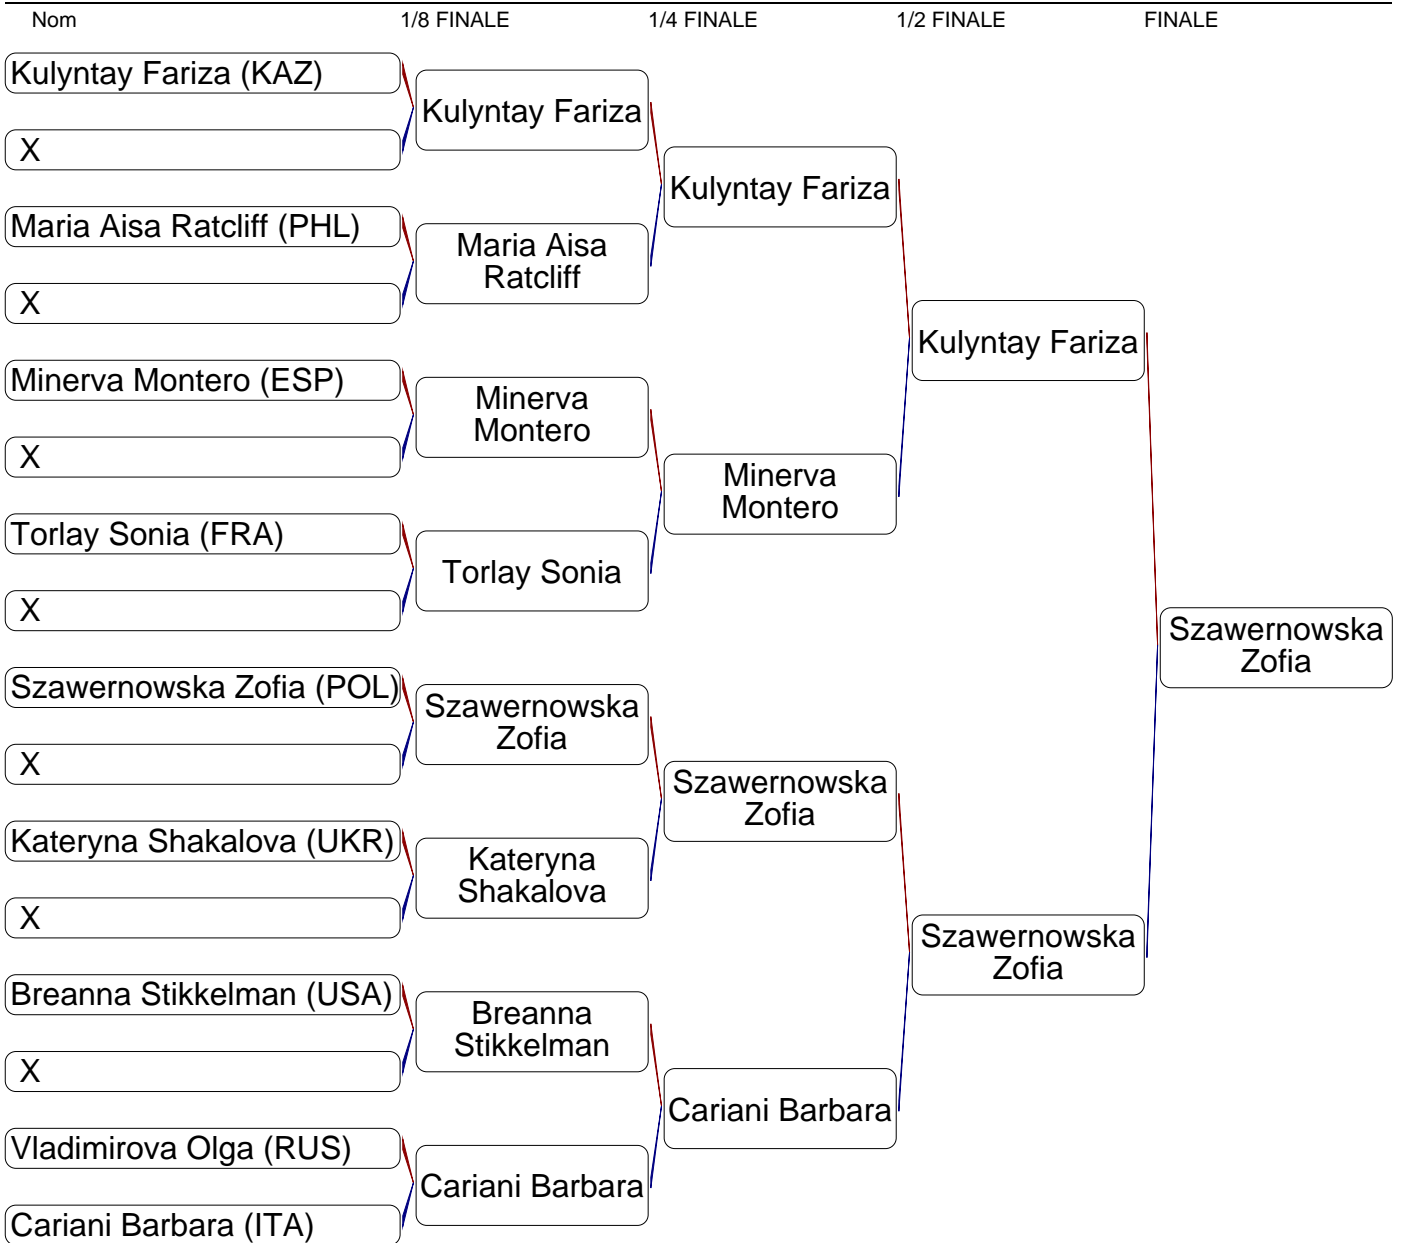 Nom 1/8 FINALE 1/4 FINALE 1/2 FINALE FINALE
Kulyntay Fariza (KAZ)
X
Maria Aisa Ratcliff (PHL)
X
Minerva Montero (ESP)
X
Torlay Sonia (FRA)
X
Szawernowska Zofia (POL)
X
Kateryna Shakalova (UKR)
X
Breanna Stikkelman (USA)
X
Vladimirova Olga (RUS)
Cariani Barbara (ITA)
Kulyntay Fariza
Maria Aisa
Ratcliff
Minerva
Montero
Torlay Sonia
Szawernowska
Zofia
Kateryna
Shakalova
Breanna
Stikkelman
Cariani Barbara
Kulyntay Fariza
Minerva
Montero
Szawernowska
Zofia
Cariani Barbara
Kulyntay Fariza
Szawernowska
Zofia
Szawernowska
Zofia